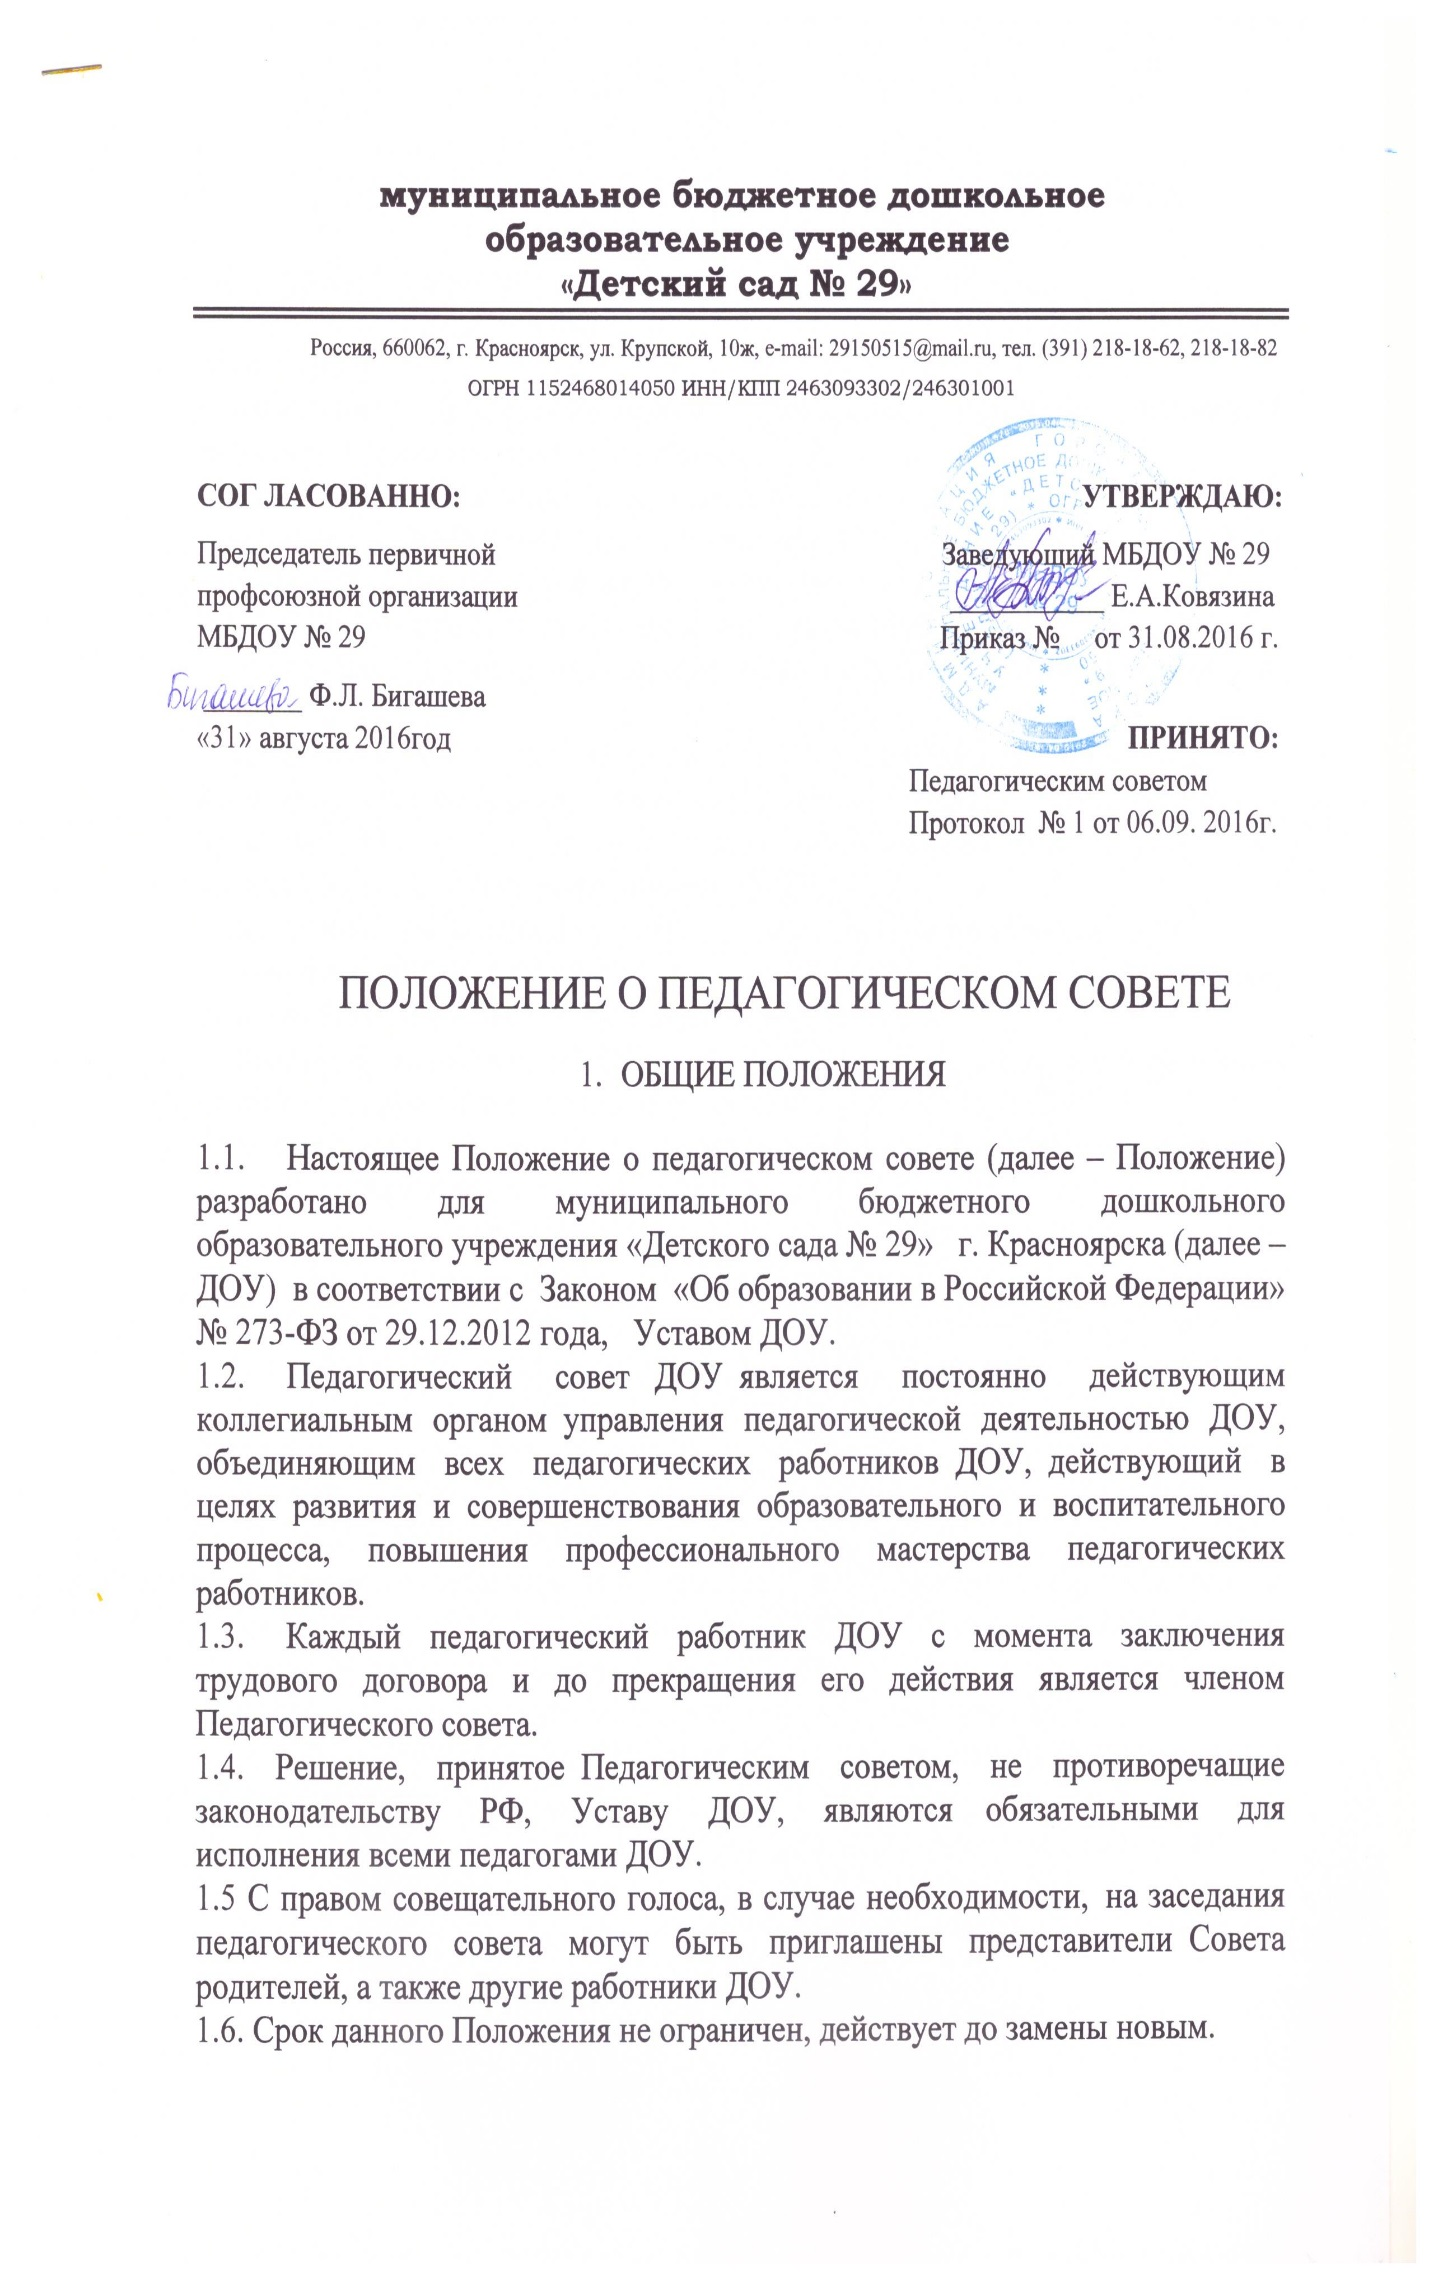 муниципальное бюджетное дошкольное
образовательное учреждение
«Детский сад № 29»
Россия, 660062, г. Красноярск, ул. Крупской, 10ж, e-mail: 29150515@mail.ru, тел. (391) 218-18-62, 218-18-82
ОГРН 1152468014050 ИНН/КПП 2463093302/246301001
СОГ ЛАСОВАННО:
Председатель первичной
профсоюзной организации
МБДОУ № 29
Бигашева Ф.Л. Бигашева
«31» августа 2016год
УТВЕРЖДАЮ:
Заведующий МБДОУ № 29
Е.А.Ковязина
Приказ № от 31.08.2016 г.
ПРИНЯТО:
Педагогическим советом
Протокол № 1 от 06.09. 2016г.
ПОЛОЖЕНИЕ О ПЕДАГОГИЧЕСКОМ СОВЕТЕ
1. ОБЩИЕ ПОЛОЖЕНИЯ
1.1. Настоящее Положение о педагогическом совете (далее – Положение)
разработано для муниципального бюджетного дошкольного
образовательного учреждения «Детского сада № 29» г. Красноярска (далее –
ДОУ) в соответствии с Законом «Об образовании в Российской Федерации»
№ 273-ФЗ от 29.12.2012 года, Уставом ДОУ.
1.2. Педагогический совет ДОУ является постоянно действующим
коллегиальным органом управления педагогической деятельностью ДОУ,
объединяющим всех педагогических работников ДОУ, действующий в
целях развития и совершенствования образовательного и воспитательного
процесса, повышения профессионального мастерства педагогических
работников.
1.3. Каждый педагогический работник ДОУ с момента заключения
трудового договора и до прекращения его действия является членом
Педагогического совета.
1.4. Решение, принятое Педагогическим советом, не противоречащие
законодательству РФ, Уставу ДОУ, являются обязательными для
исполнения всеми педагогами ДОУ.
1.5 С правом совещательного голоса, в случае необходимости, на заседания
педагогического совета могут быть приглашены представители Совета
родителей, а также другие работники ДОУ.
1.6. Срок данного Положения не ограничен, действует до замены новым.